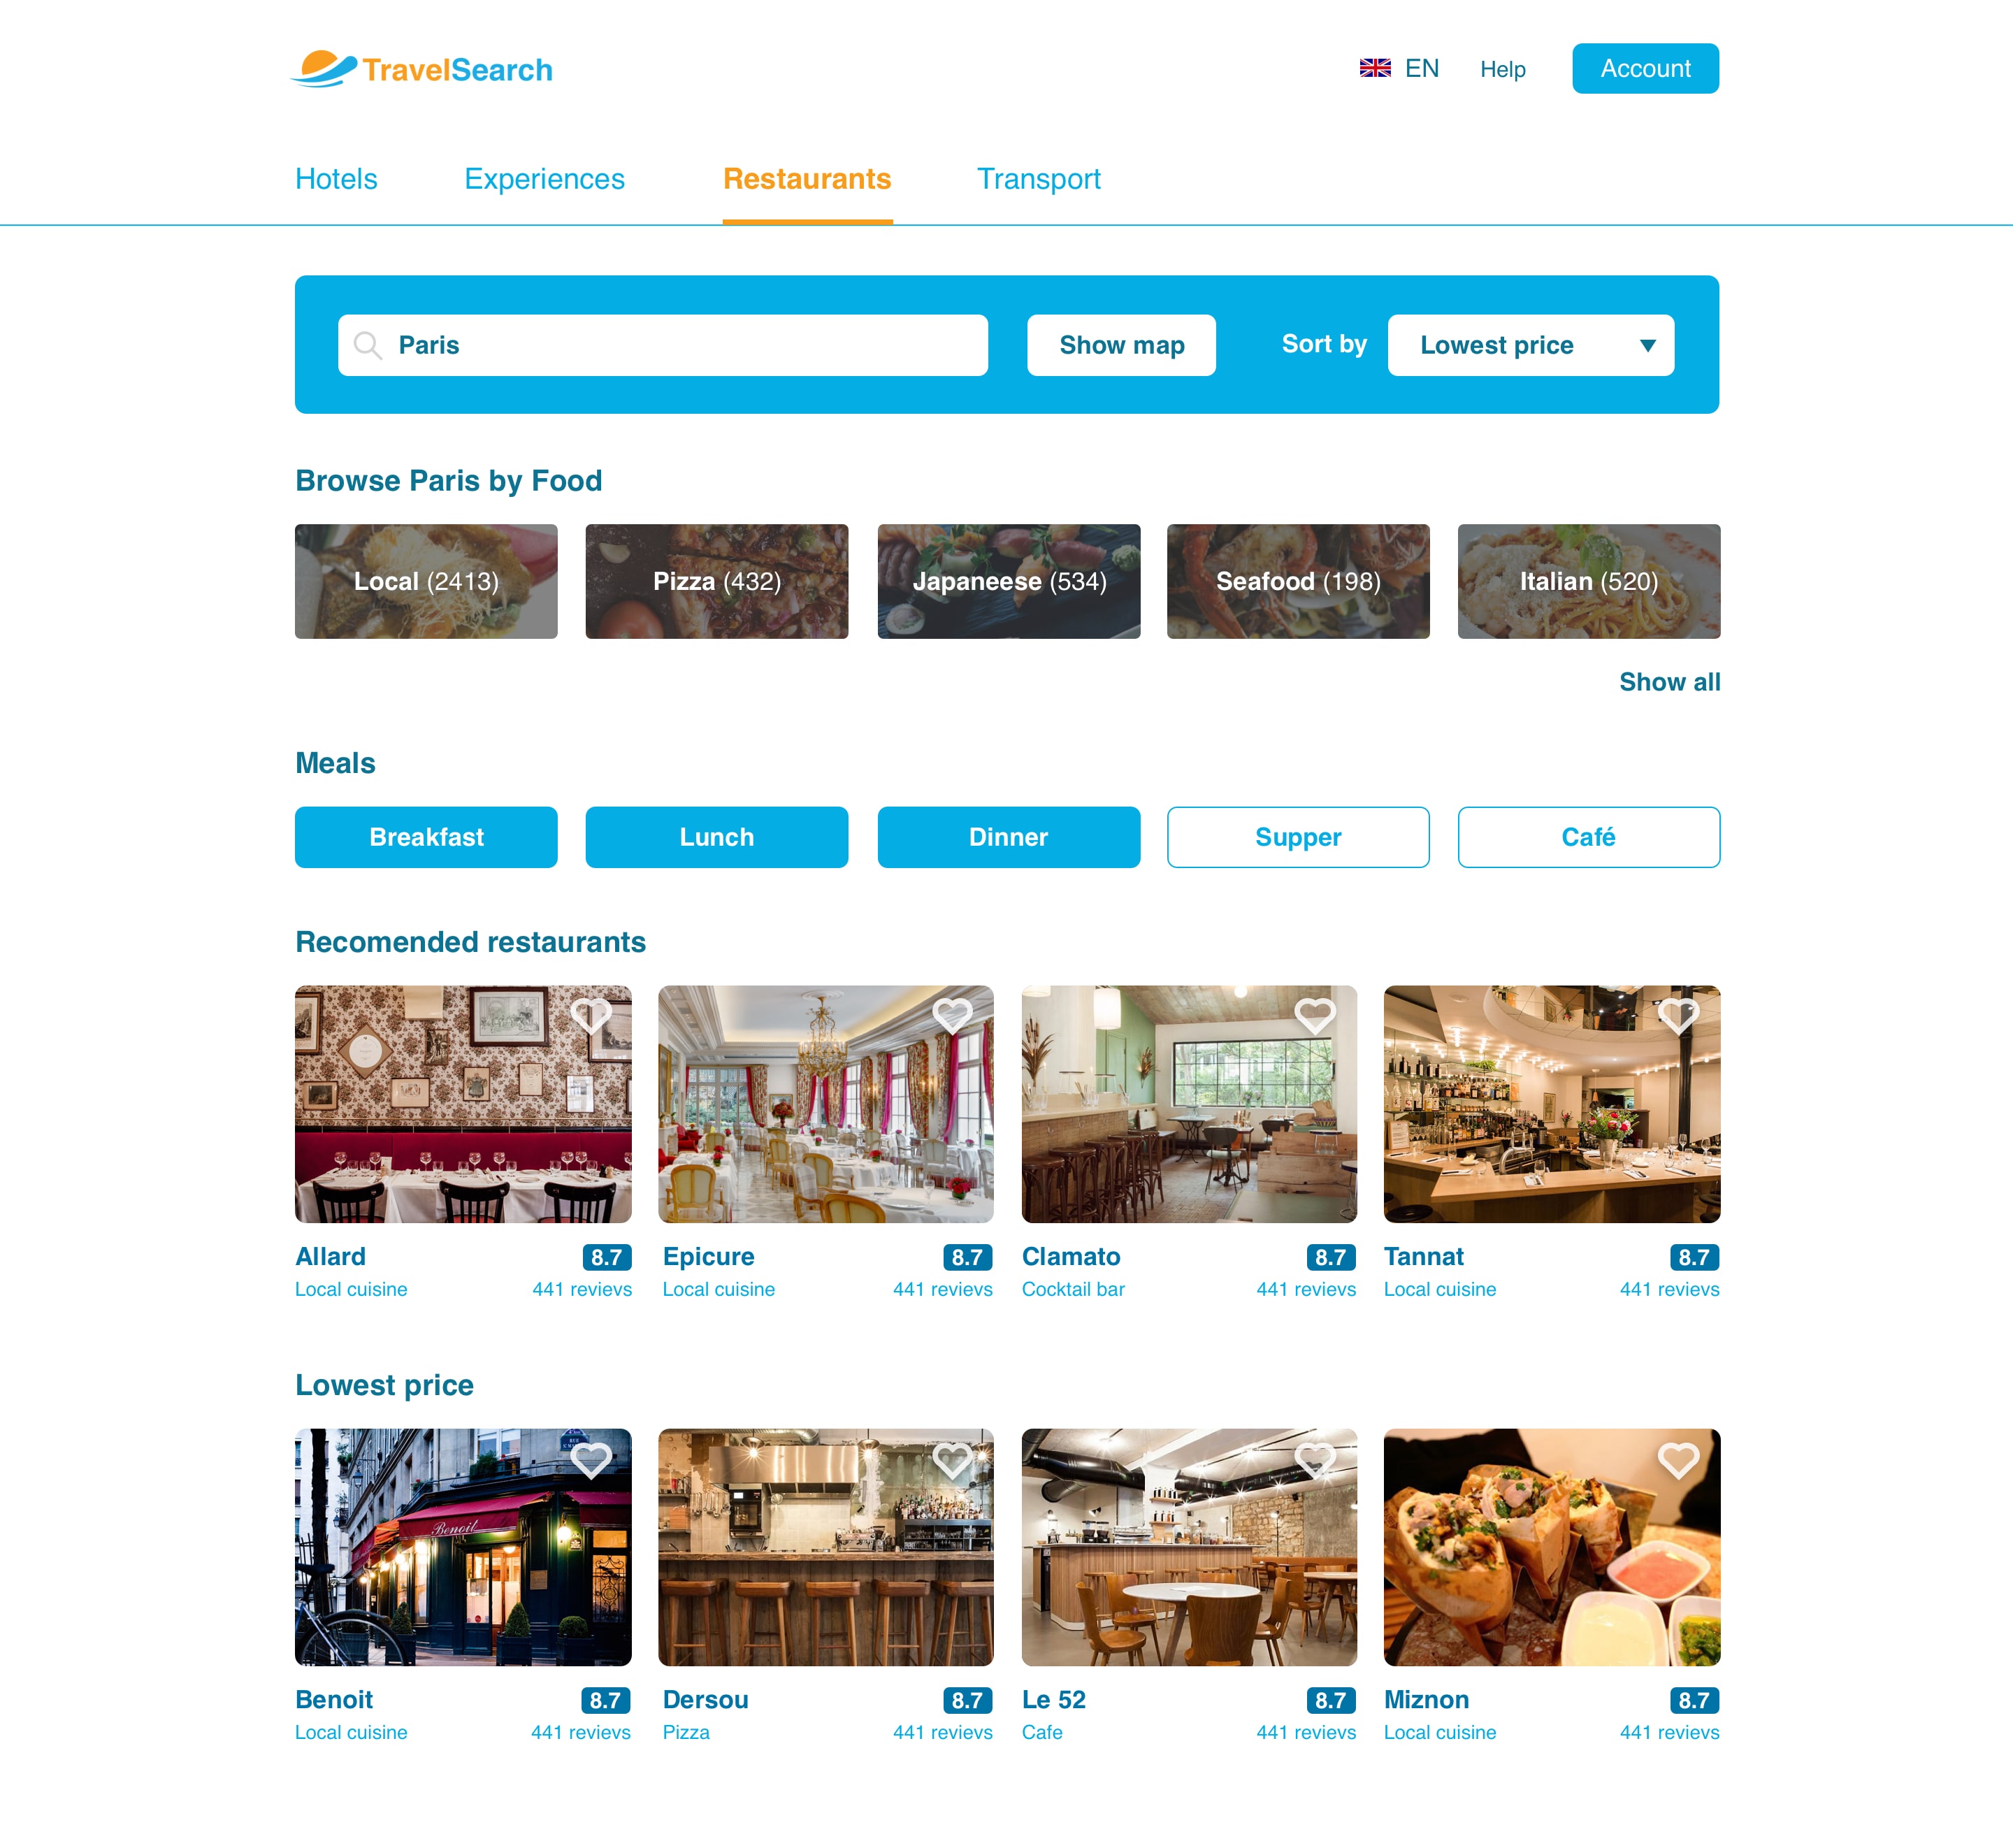 TravelSearch
EN Help Account
Hotels Experiences Restaurants Transport
Paris Show map Sort by Lowest price
Browse Paris by Food
Local (2413) Pizza (432) Japaneese (534) Seafood (198) Italian (520)
Show all
Meals
Breakfast Lunch Dinner Supper Café
Recomended restaurants
Allard 8.7 Epicure 8.7 Clamato 8.7 Tannat 8.7
Local cuisine 441 revievs Local cuisine 441 revievs Cocktail bar 441 revievs Local cuisine 441 revievs
Lowest price
Benoit
Benoit 8.7 Dersou 8.7 Le 52 8.7 Miznon 8.7
Local cuisine 441 revievs Pizza 441 revievs Cafe 441 revievs Local cuisine 441 revievs